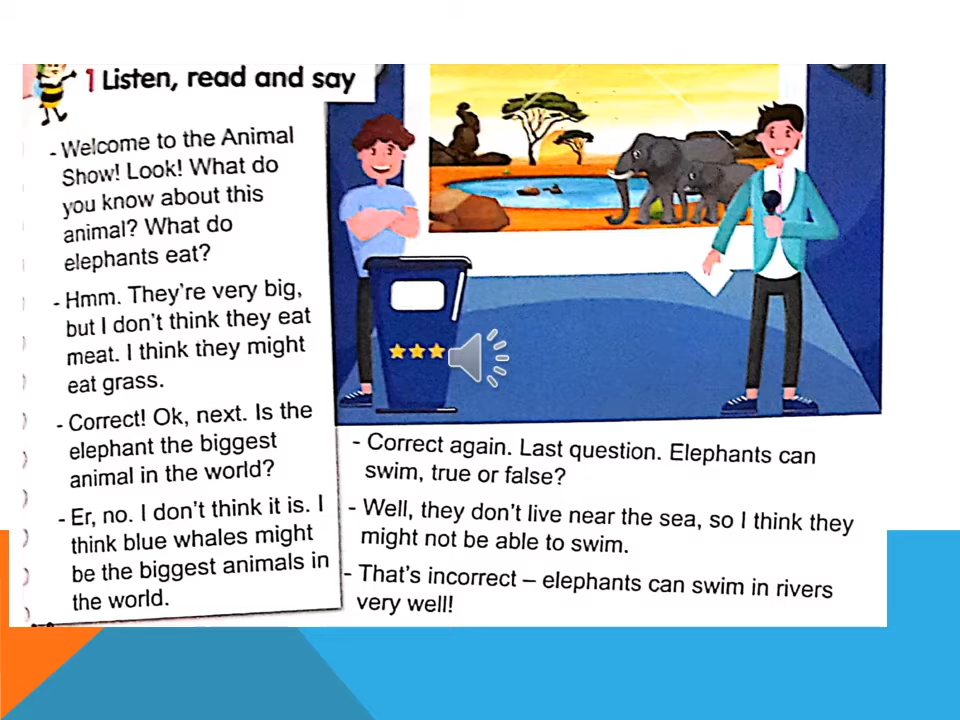 1 Listen, read and say
- Welcome to the Animal
Show! Look! What do
you know about this
animal? What do
elephants eat?
- Hmm. They're very big,
but I don't think they eat
meat. I think they might
eat grass.
- Correct! Ok, next. Is the
elephant the biggest
animal in the world?
- Er, no. I don't think it is. I
think blue whales might
be the biggest animals in
the world.
- Correct again. Last question. Elephants can
swim, true or false?
- Well, they don't live near the sea, so I think they
might not be able to swim.
- That's incorrect – elephants can swim in rivers
very well!